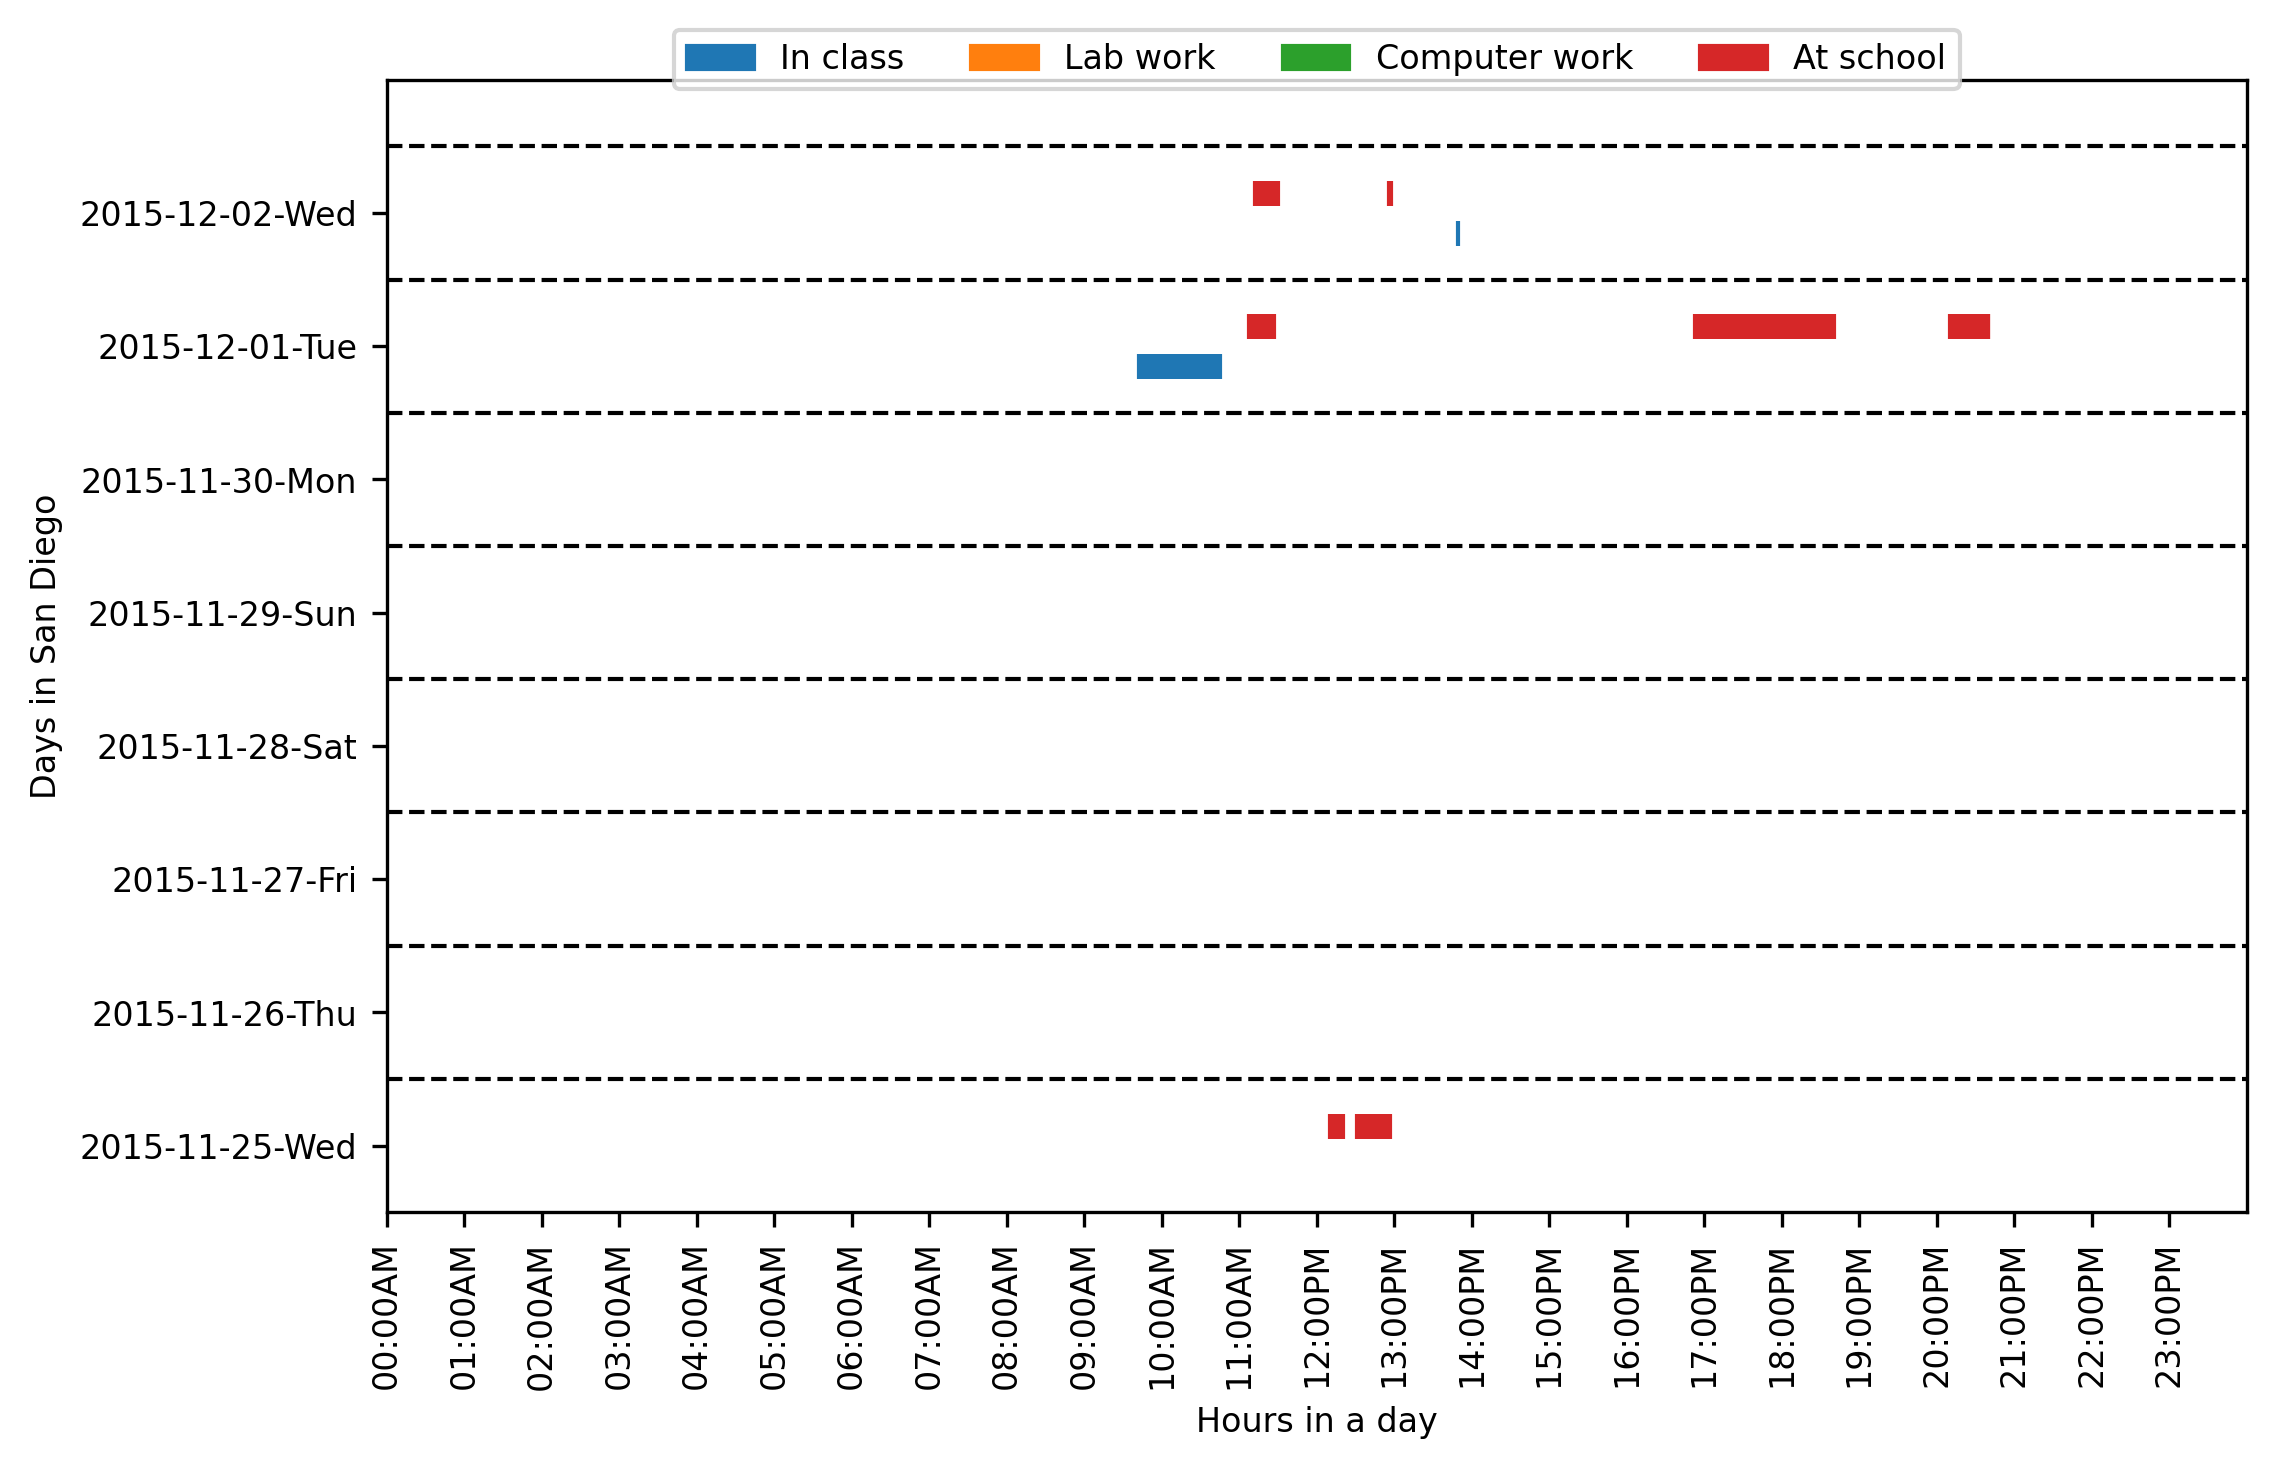 In class Lab work Computer work At school
2015-12-02-Wed
2015-12-01-Tue
2015-11-30-Mon
2015-11-29-Sun
2015-11-28-Sat
2015-11-27-Fri
2015-11-26-Thu
2015-11-25-Wed
Days in San Diego
00:00AM
01:00AM
02:00AM
03:00AM
04:00AM
05:00AM
06:00AM
07:00AM
08:00AM
09:00AM
10:00AM
11:00AM
12:00PM
13:00PM
14:00PM
15:00PM
16:00PM
17:00PM
18:00PM
19:00PM
20:00PM
21:00PM
22:00PM
23:00PM
Hours in a day